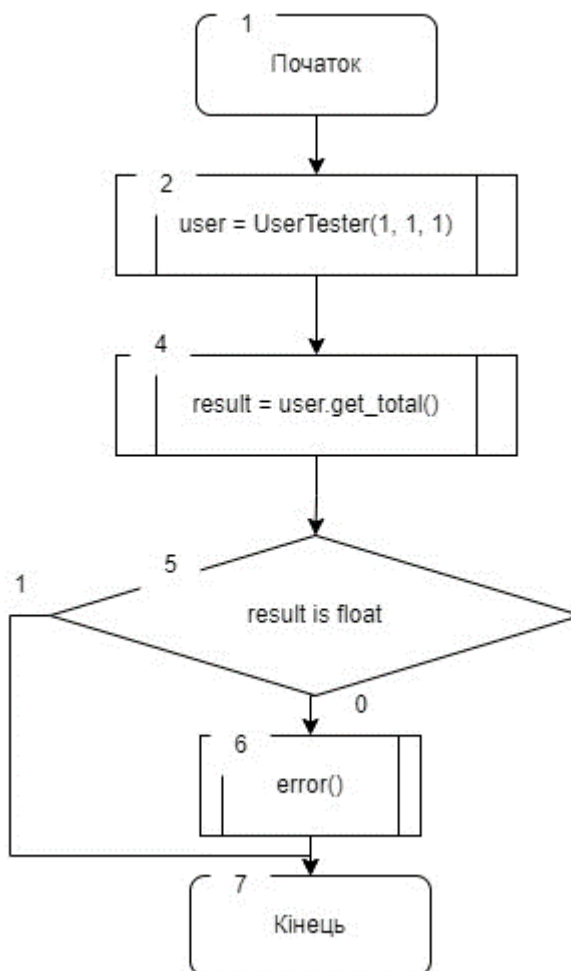 1
Початок
2
user = UserTester(1, 1, 1)
4
result = user.get_total()
5
1
result is float
0
6
error()
7
Кінець